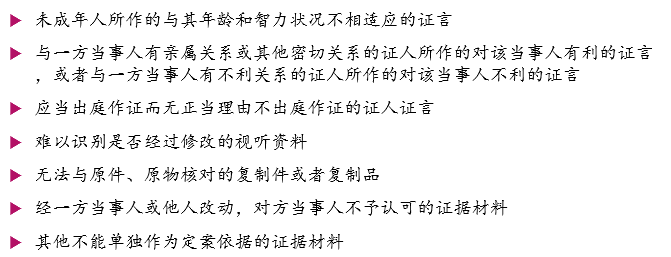 未成年人所作的与其年龄和智力状况不相适应的证言
与一方当事人有亲属关系或其他密切关系的证人所作的对该当事人有利的证言
，或者与一方当事人有不利关系的证人所作的对该当事人不利的证言
应当出庭作证而无正当理由不出庭作证的证人证言
难以识别是否经过修改的视听资料
无法与原件、原物核对的复制件或者复制品
经一方当事人或他人改动，对方当事人不予认可的证据材料
其他不能单独作为定案依据的证据材料